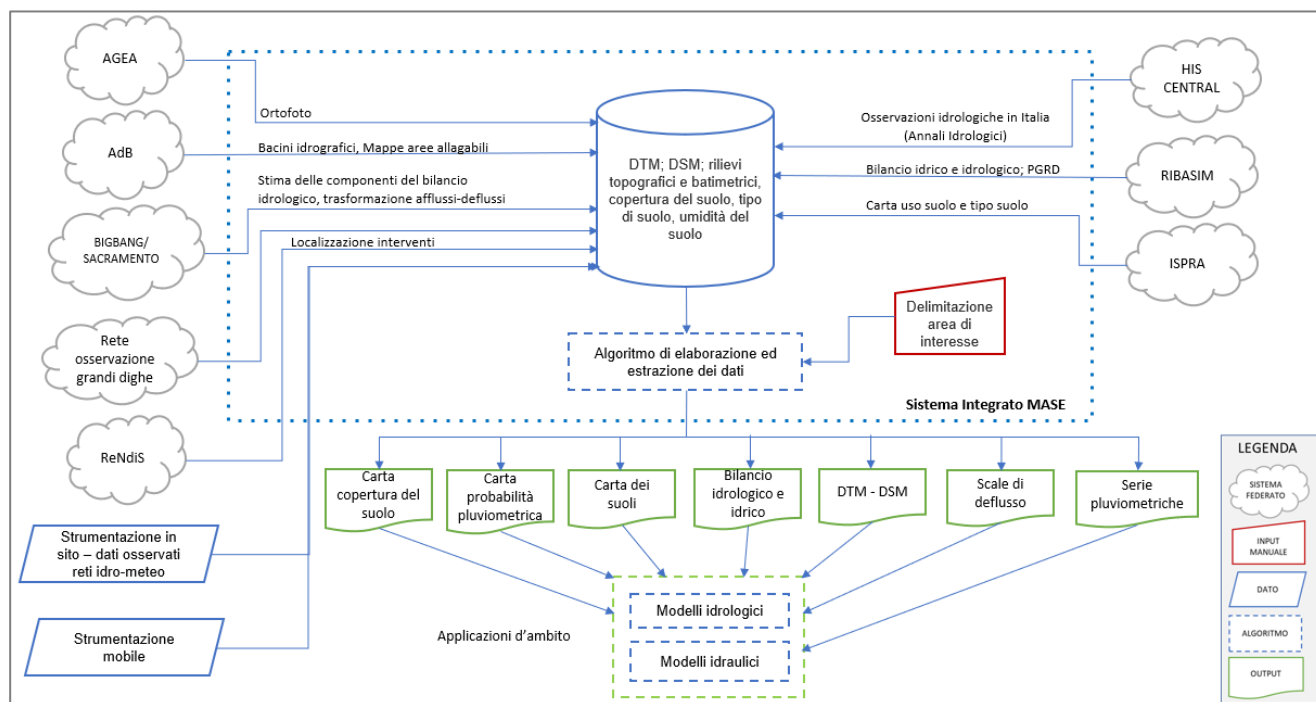 AGEA
Ortofoto
AdB
Bacini idrografici, Mappe aree allagabili
Stima delle componenti del bilancio
idrologico, trasformazione afflussi-deflussi
BIGBANG/
SACRAMENTO
Localizzazione interventi
Rete
osservazione
grandi dighe
ReNdiS
Strumentazione in
sito – dati osservati
reti idro-meteo
Strumentazione
mobile
DTM; DSM; rilievi
topografici e batimetrici,
copertura del suolo, tipo
di suolo, umidità del
suolo
HIS
CENTRAL
Osservazioni idrologiche in Italia
(Annali Idrologici)
RIBASIM
Bilancio idrico e idrologico; PGRD
Carta uso suolo e tipo suolo
ISPRA
Delimitazione
area di
interesse
Algoritmo di elaborazione ed
estrazione dei dati
Sistema Integrato MASE
Carta
copertura del
suolo
Carta
probabilità
pluviometrica
Carta dei
suoli
Bilancio
idrologico e
idrico
DTM - DSM
Scale di
deflusso
Serie
pluviometriche
Applicazioni d'ambito
Modelli idrologici
Modelli idraulici
LEGENDA
SISTEMA
FEDERATO
INPUT
MANUALE
DATO
ALGORITMO
OUTPUT